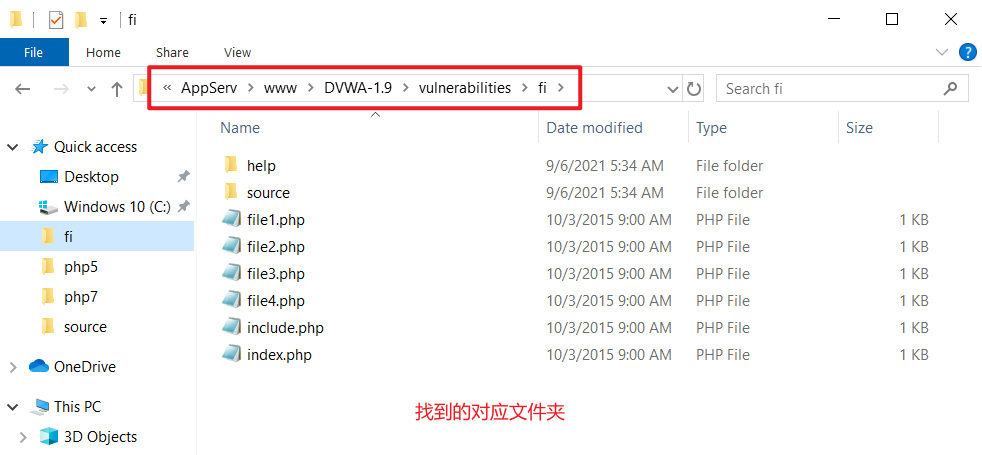 fi
File Home Share View
« AppServ > www > DVWA-1.9 > vulnerabilities > fi > Search fi
Name Date modified Type Size
Quick access
Desktop
Windows 10 (C:)
fi
php5
php7
source
OneDrive
This PC
3D Objects
help 9/6/2021 5:34 AM File folder
source 9/6/2021 5:34 AM File folder
file1.php 10/3/2015 9:00 AM PHP File 1 KB
file2.php 10/3/2015 9:00 AM PHP File 1 KB
file3.php 10/3/2015 9:00 AM PHP File 1 KB
file4.php 10/3/2015 9:00 AM PHP File 1 KB
include.php 10/3/2015 9:00 AM PHP File 1 KB
index.php 10/3/2015 9:00 AM PHP File 1 KB
找到的对应文件夹